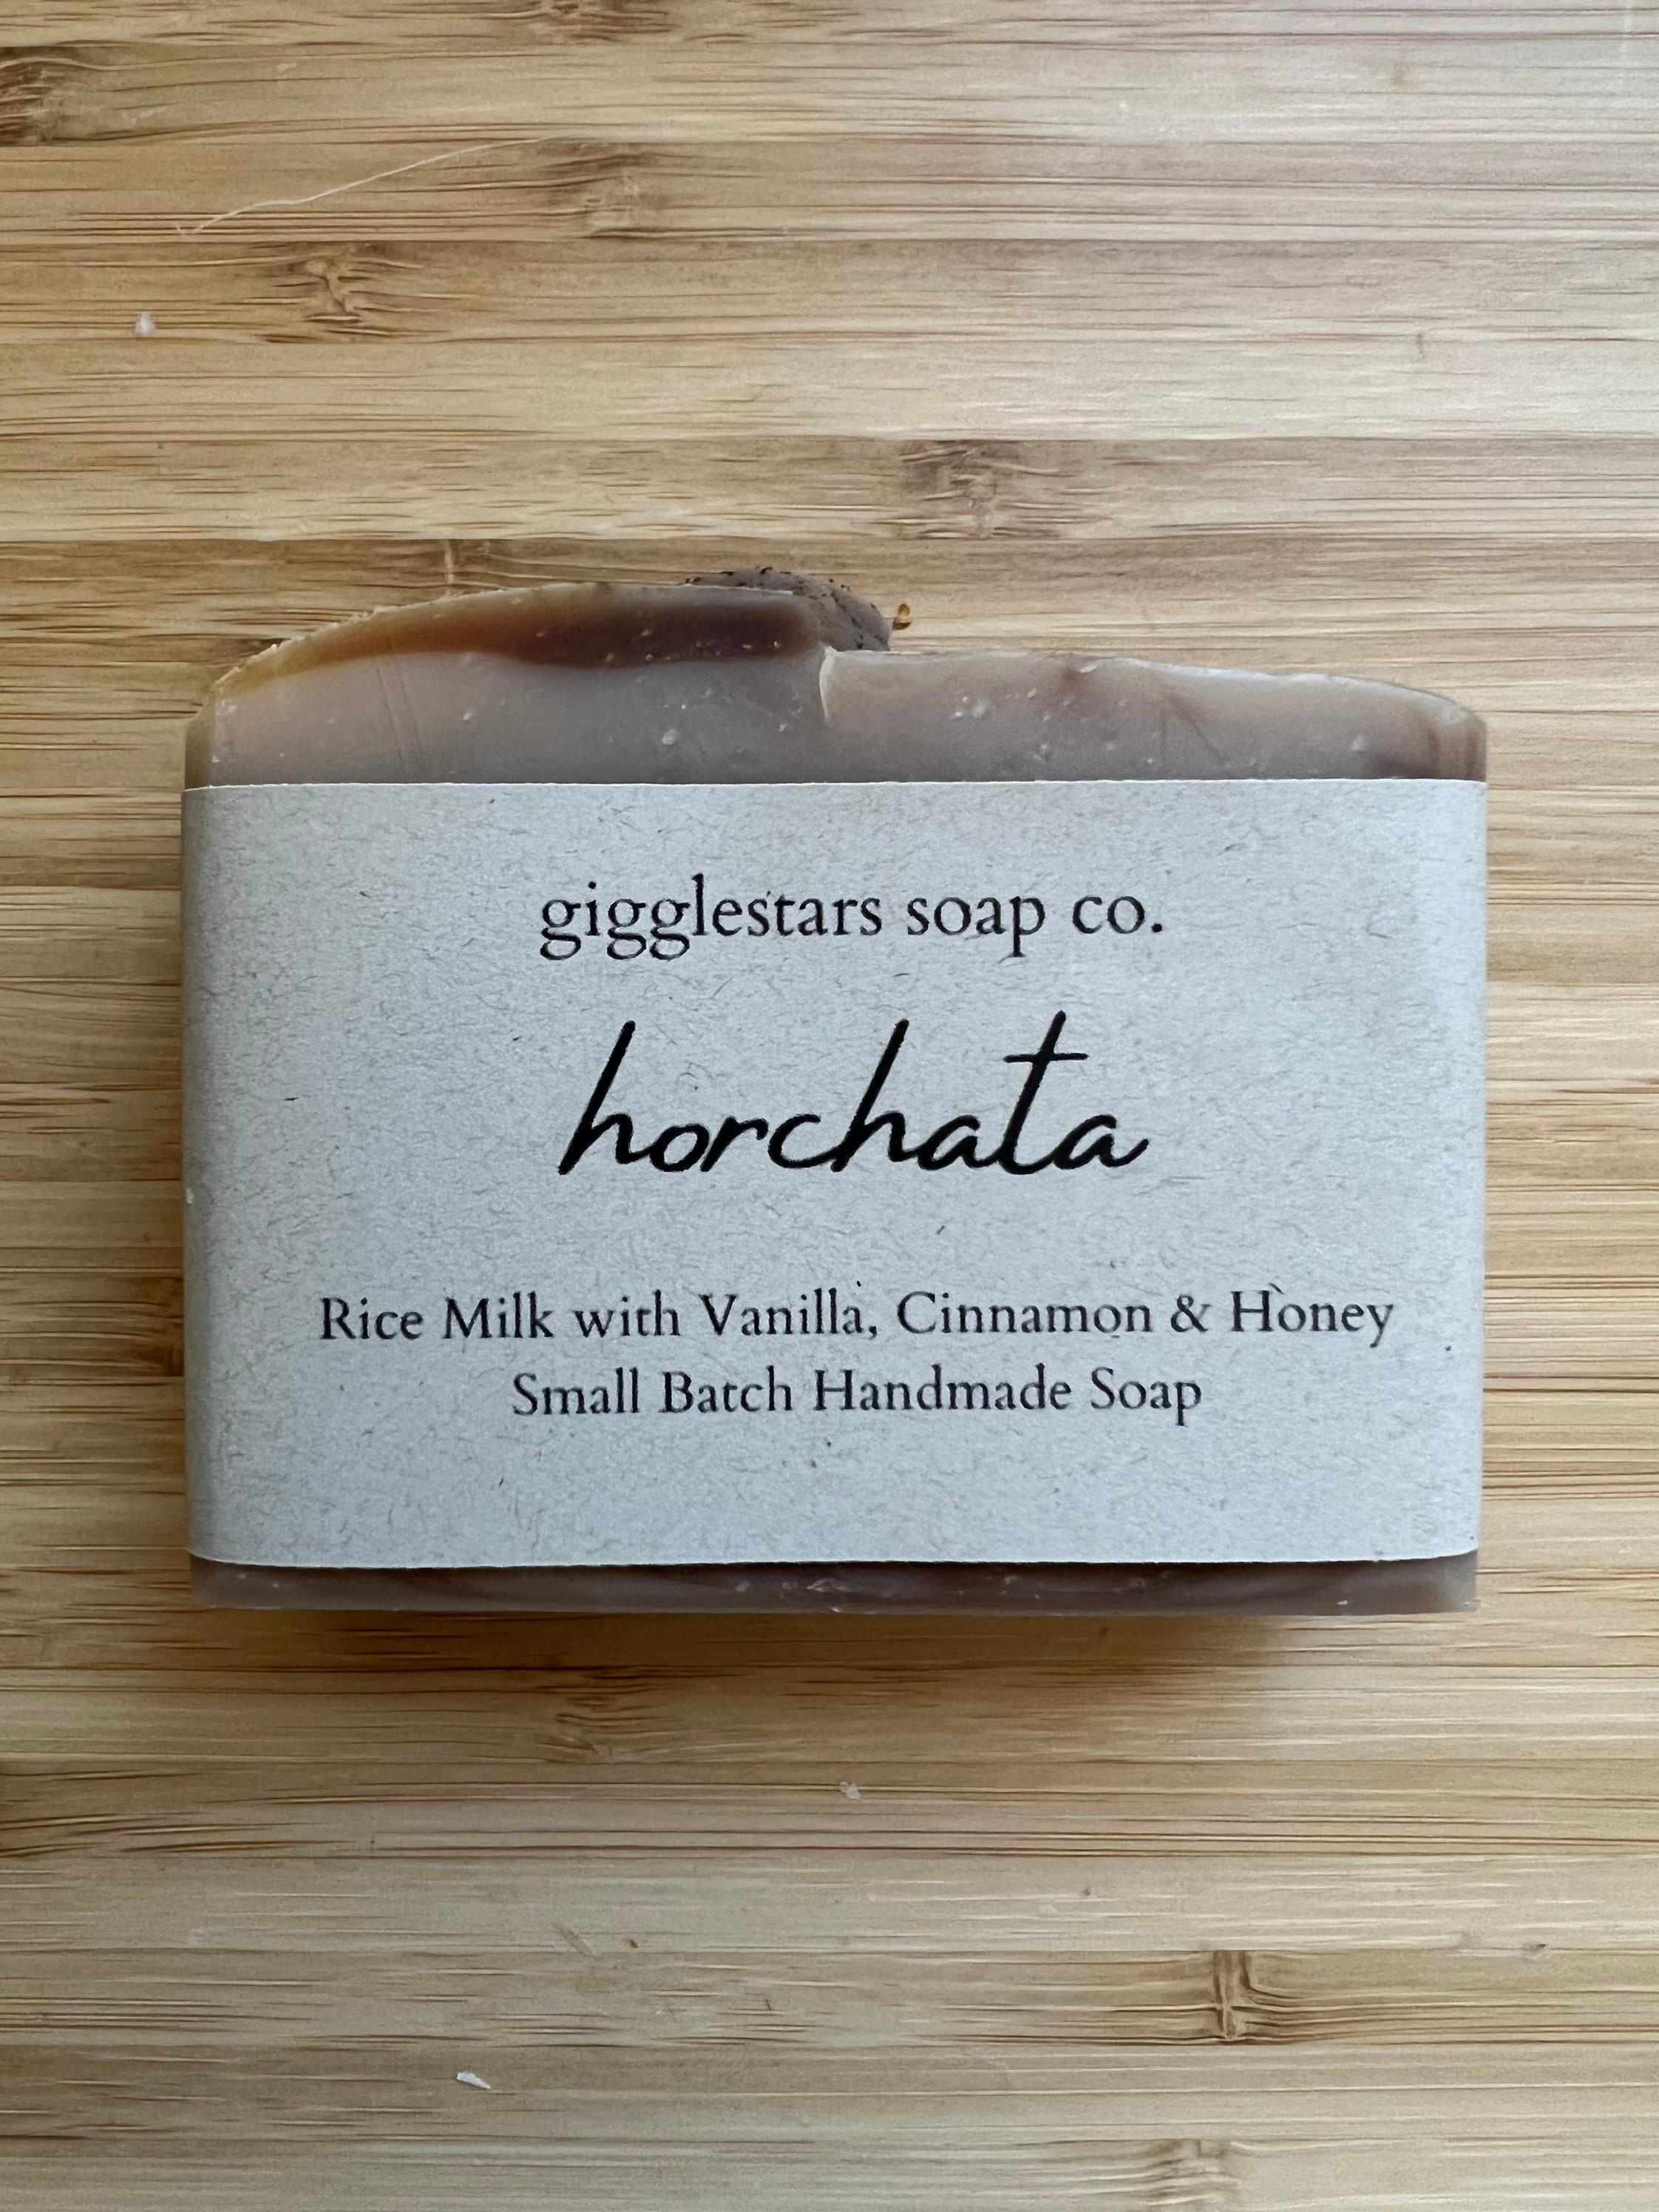 gigglestars soap co.
horchata
Rice Milk with Vanilla, Cinnamon & Honey
Small Batch Handmade Soap